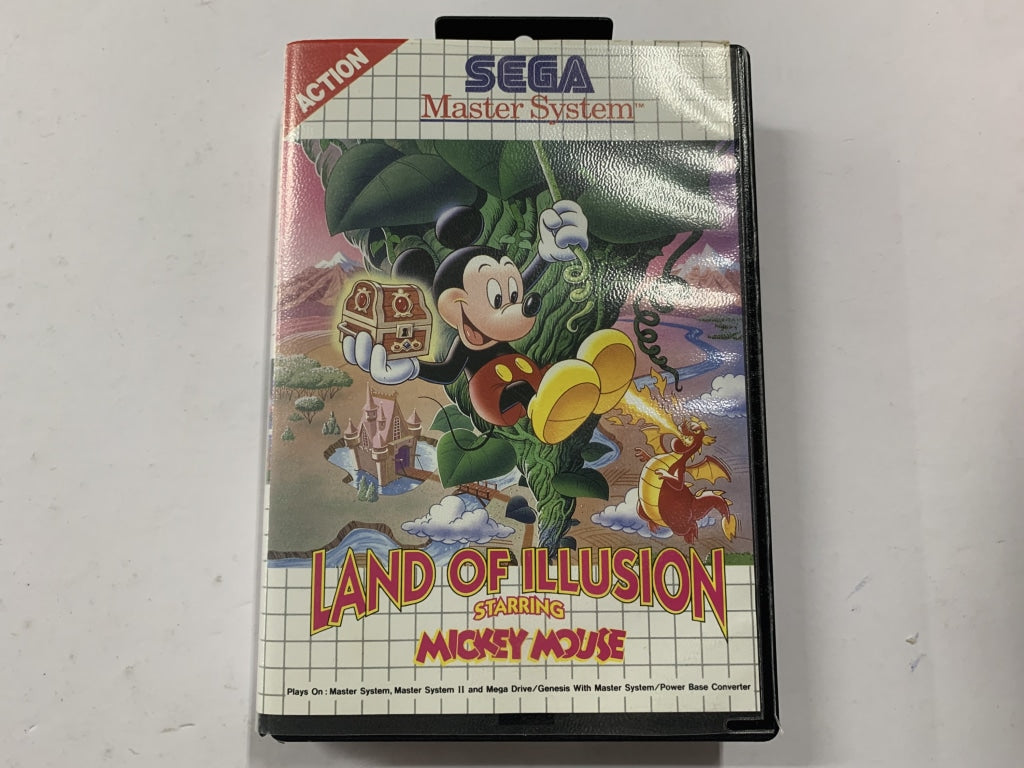 ACTION
SEGA
Master System™
LAND OF ILLUSION
STARRING
MICKEY MOUSE
Plays On : Master System, Master System II and Mega Drive/Genesis With Master System/Power Base Converter